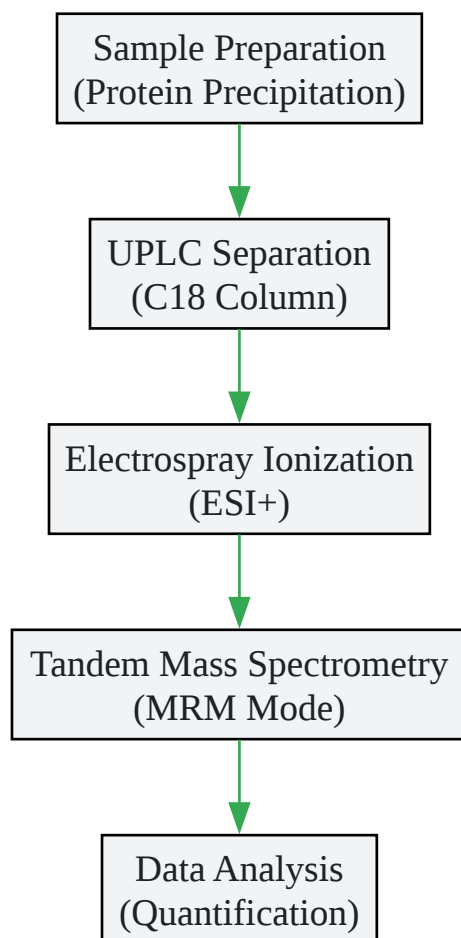 Sample Preparation
(Protein Precipitation)
UPLC Separation
(C18 Column)
Electrospray Ionization
(ESI+)
Tandem Mass Spectrometry
(MRM Mode)
Data Analysis
(Quantification)